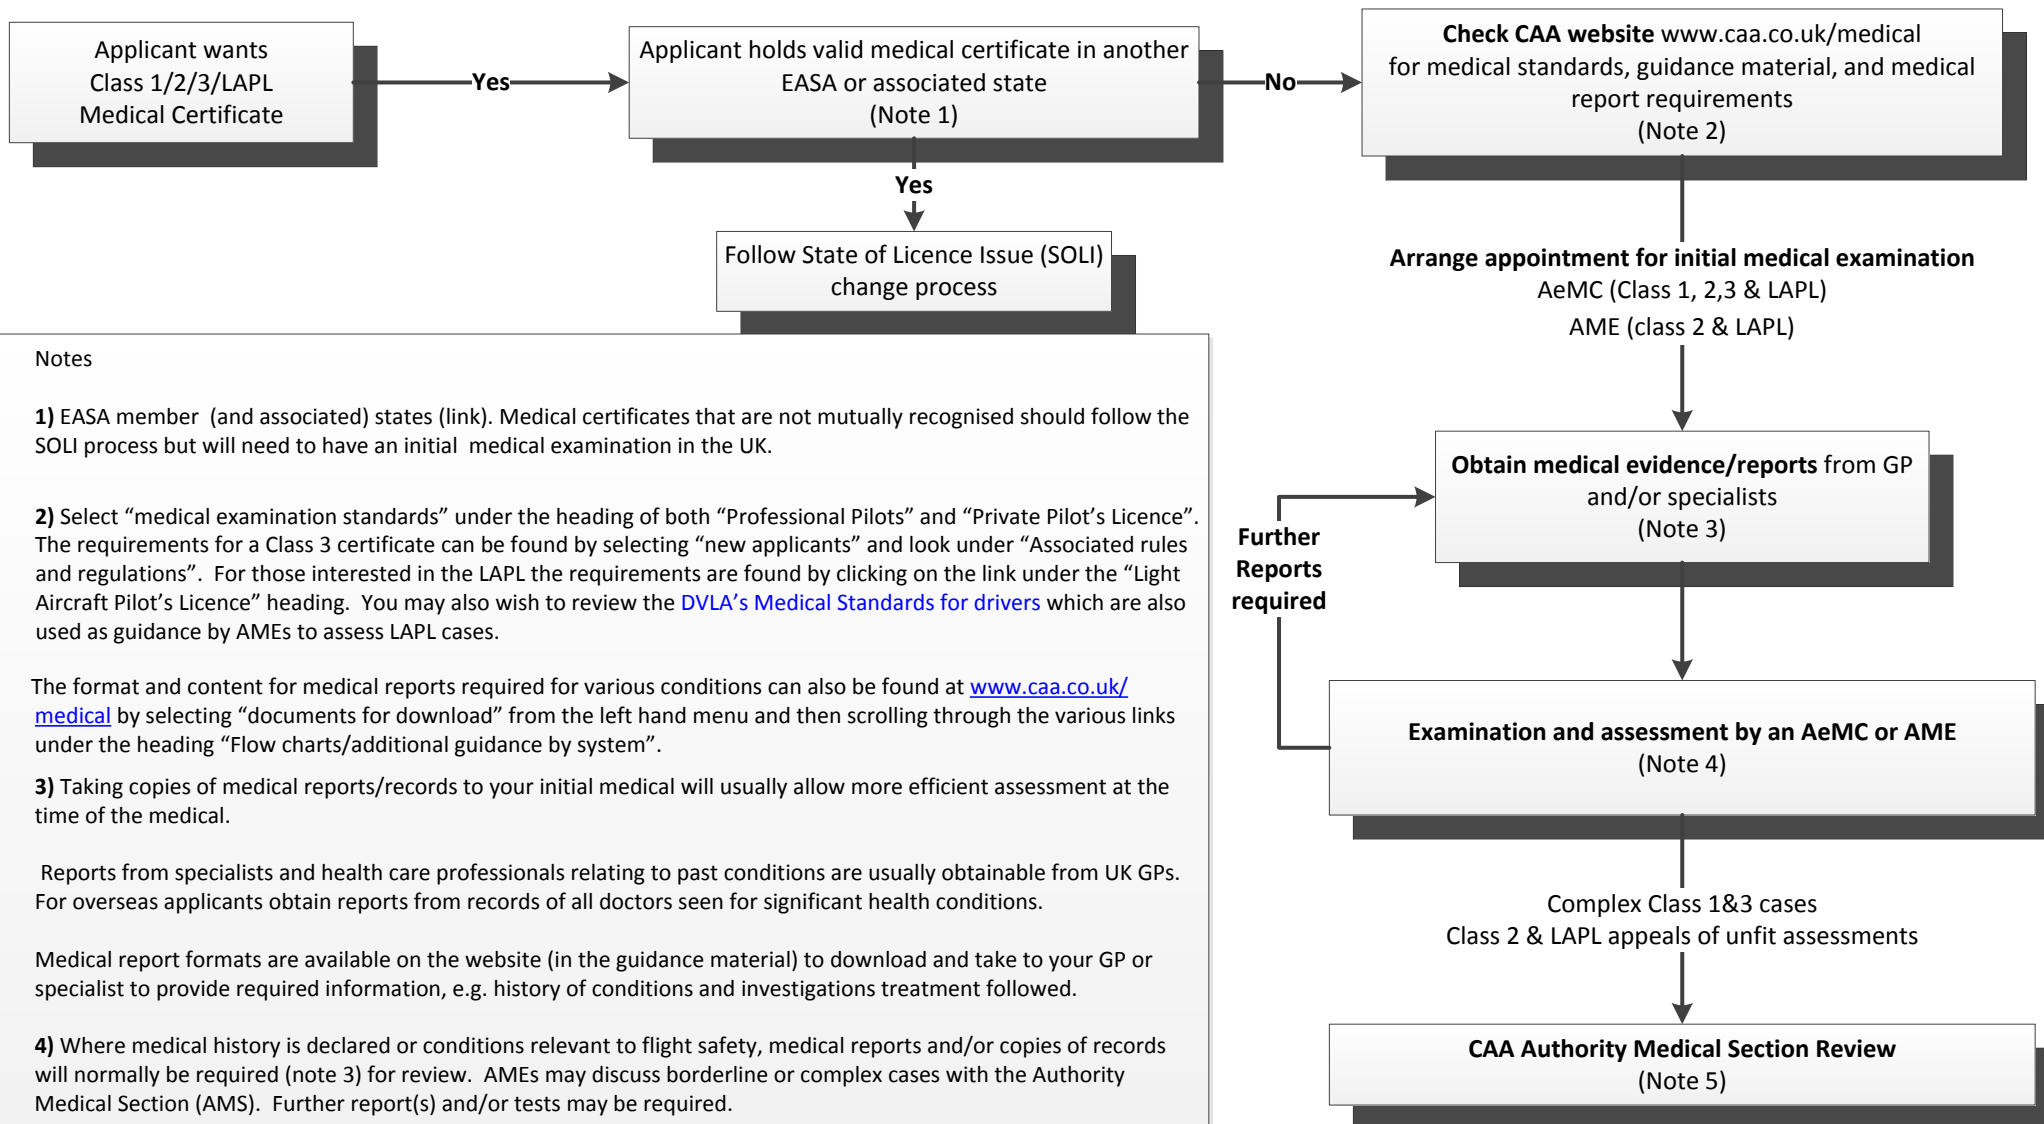 Applicant wants
Class 1/2/3/LAPL
Medical Certificate
Yes
Applicant holds valid medical certificate in another
EASA or associated state
(Note 1)
No
Check CAA website www.caa.co.uk/medical
for medical standards, guidance material, and medical
report requirements
(Note 2)
Yes
Follow State of Licence Issue (SOLI)
change process
Arrange appointment for initial medical examination
AeMC (Class 1, 2,3 & LAPL)
AME (class 2 & LAPL)
Obtain medical evidence/reports from GP
and/or specialists
(Note 3)
Further
Reports
required
Examination and assessment by an AeMC or AME
(Note 4)
Complex Class 1&3 cases
Class 2 & LAPL appeals of unfit assessments
CAA Authority Medical Section Review
(Note 5)
Notes
1) EASA member (and associated) states (link). Medical certificates that are not mutually recognised should follow the
SOLI process but will need to have an initial medical examination in the UK.
2) Select “medical examination standards” under the heading of both “Professional Pilots” and “Private Pilot’s Licence”.
The requirements for a Class 3 certificate can be found by selecting “new applicants” and look under “Associated rules
and regulations”. For those interested in the LAPL the requirements are found by clicking on the link under the “Light
Aircraft Pilot’s Licence” heading. You may also wish to review the DVLA’s Medical Standards for drivers which are also
used as guidance by AMEs to assess LAPL cases.
The format and content for medical reports required for various conditions can also be found at www.caa.co.uk/
medical by selecting “documents for download” from the left hand menu and then scrolling through the various links
under the heading “Flow charts/additional guidance by system”.
3) Taking copies of medical reports/records to your initial medical will usually allow more efficient assessment at the
time of the medical.
Reports from specialists and health care professionals relating to past conditions are usually obtainable from UK GPs.
For overseas applicants obtain reports from records of all doctors seen for significant health conditions.
Medical report formats are available on the website (in the guidance material) to download and take to your GP or
specialist to provide required information, e.g. history of conditions and investigations treatment followed.
4) Where medical history is declared or conditions relevant to flight safety, medical reports and/or copies of records
will normally be required (note 3) for review. AMEs may discuss borderline or complex cases with the Authority
Medical Section (AMS). Further report(s) and/or tests may be required.